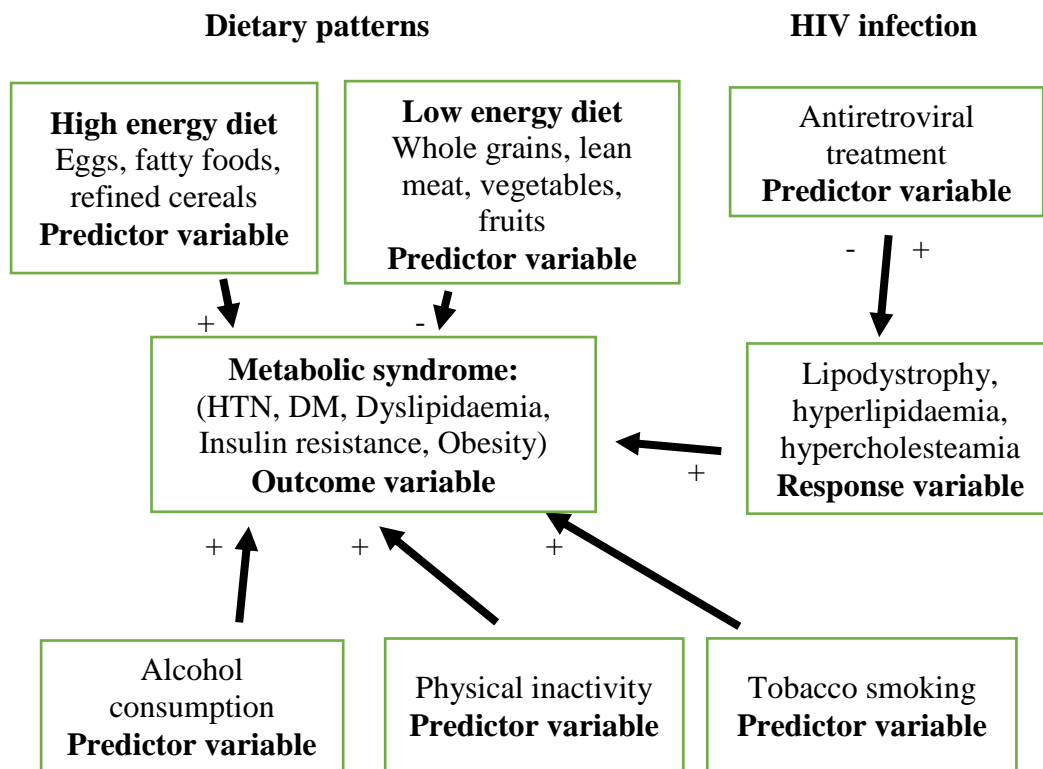 Dietary patterns
HIV infection
High energy diet
Eggs, fatty foods,
refined cereals
Predictor variable
Low energy diet
Whole grains, lean
meat, vegetables,
fruits
Predictor variable
Antiretroviral
treatment
Predictor variable
+
-
- +
Metabolic syndrome:
(HTN, DM, Dyslipidaemia,
Insulin resistance, Obesity)
Outcome variable
Lipodystrophy,
hyperlipidaemia,
hypercholesteamia
Response variable
+
+
+
+
Alcohol
consumption
Predictor variable
Physical inactivity
Predictor variable
Tobacco smoking
Predictor variable